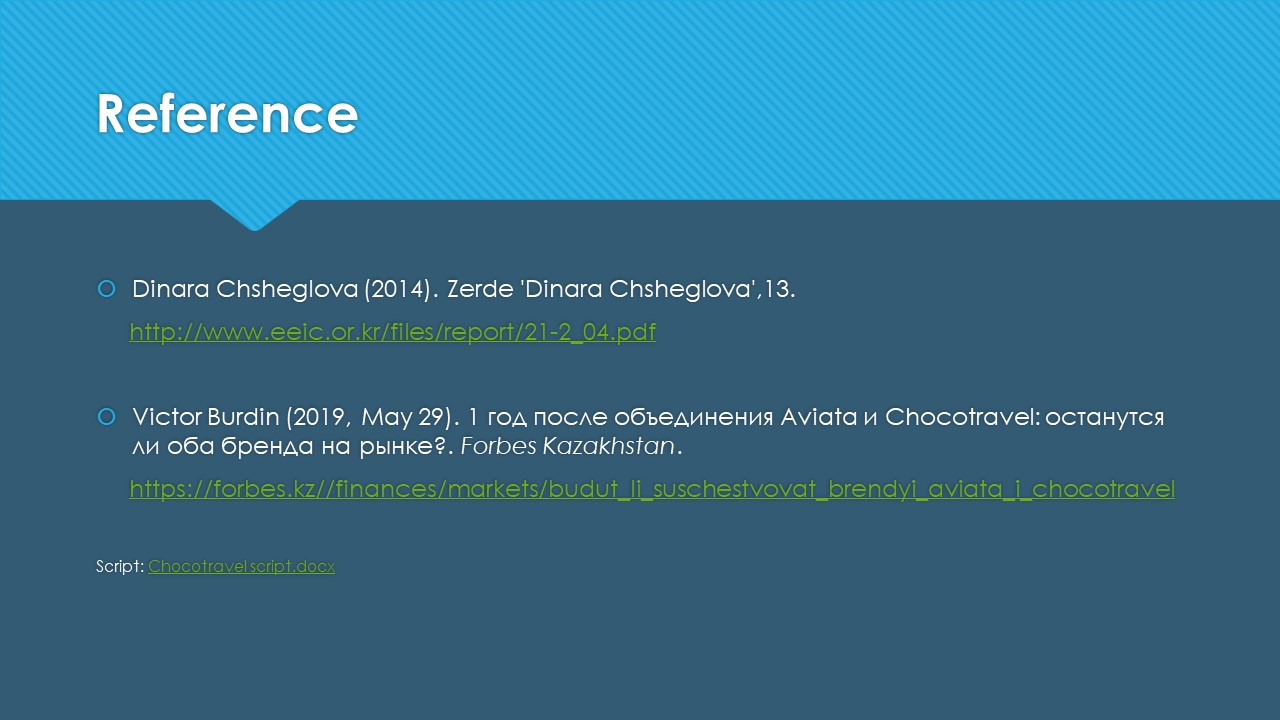 Reference
Dinara Chsheglova (2014). Zerde 'Dinara Chsheglova',13.
http://www.eeic.or.kr/files/report/21-2_04.pdf
Victor Burdin (2019, May 29). 1 год после объединения Aviata и Chocotravel: останутся
ли оба бренда на рынке?. Forbes Kazakhstan.
https://forbes.kz//finances/markets/budut_li_suschestvovat_brendyi_aviata_i_chocotravel
Script: Chocotravel script.docx